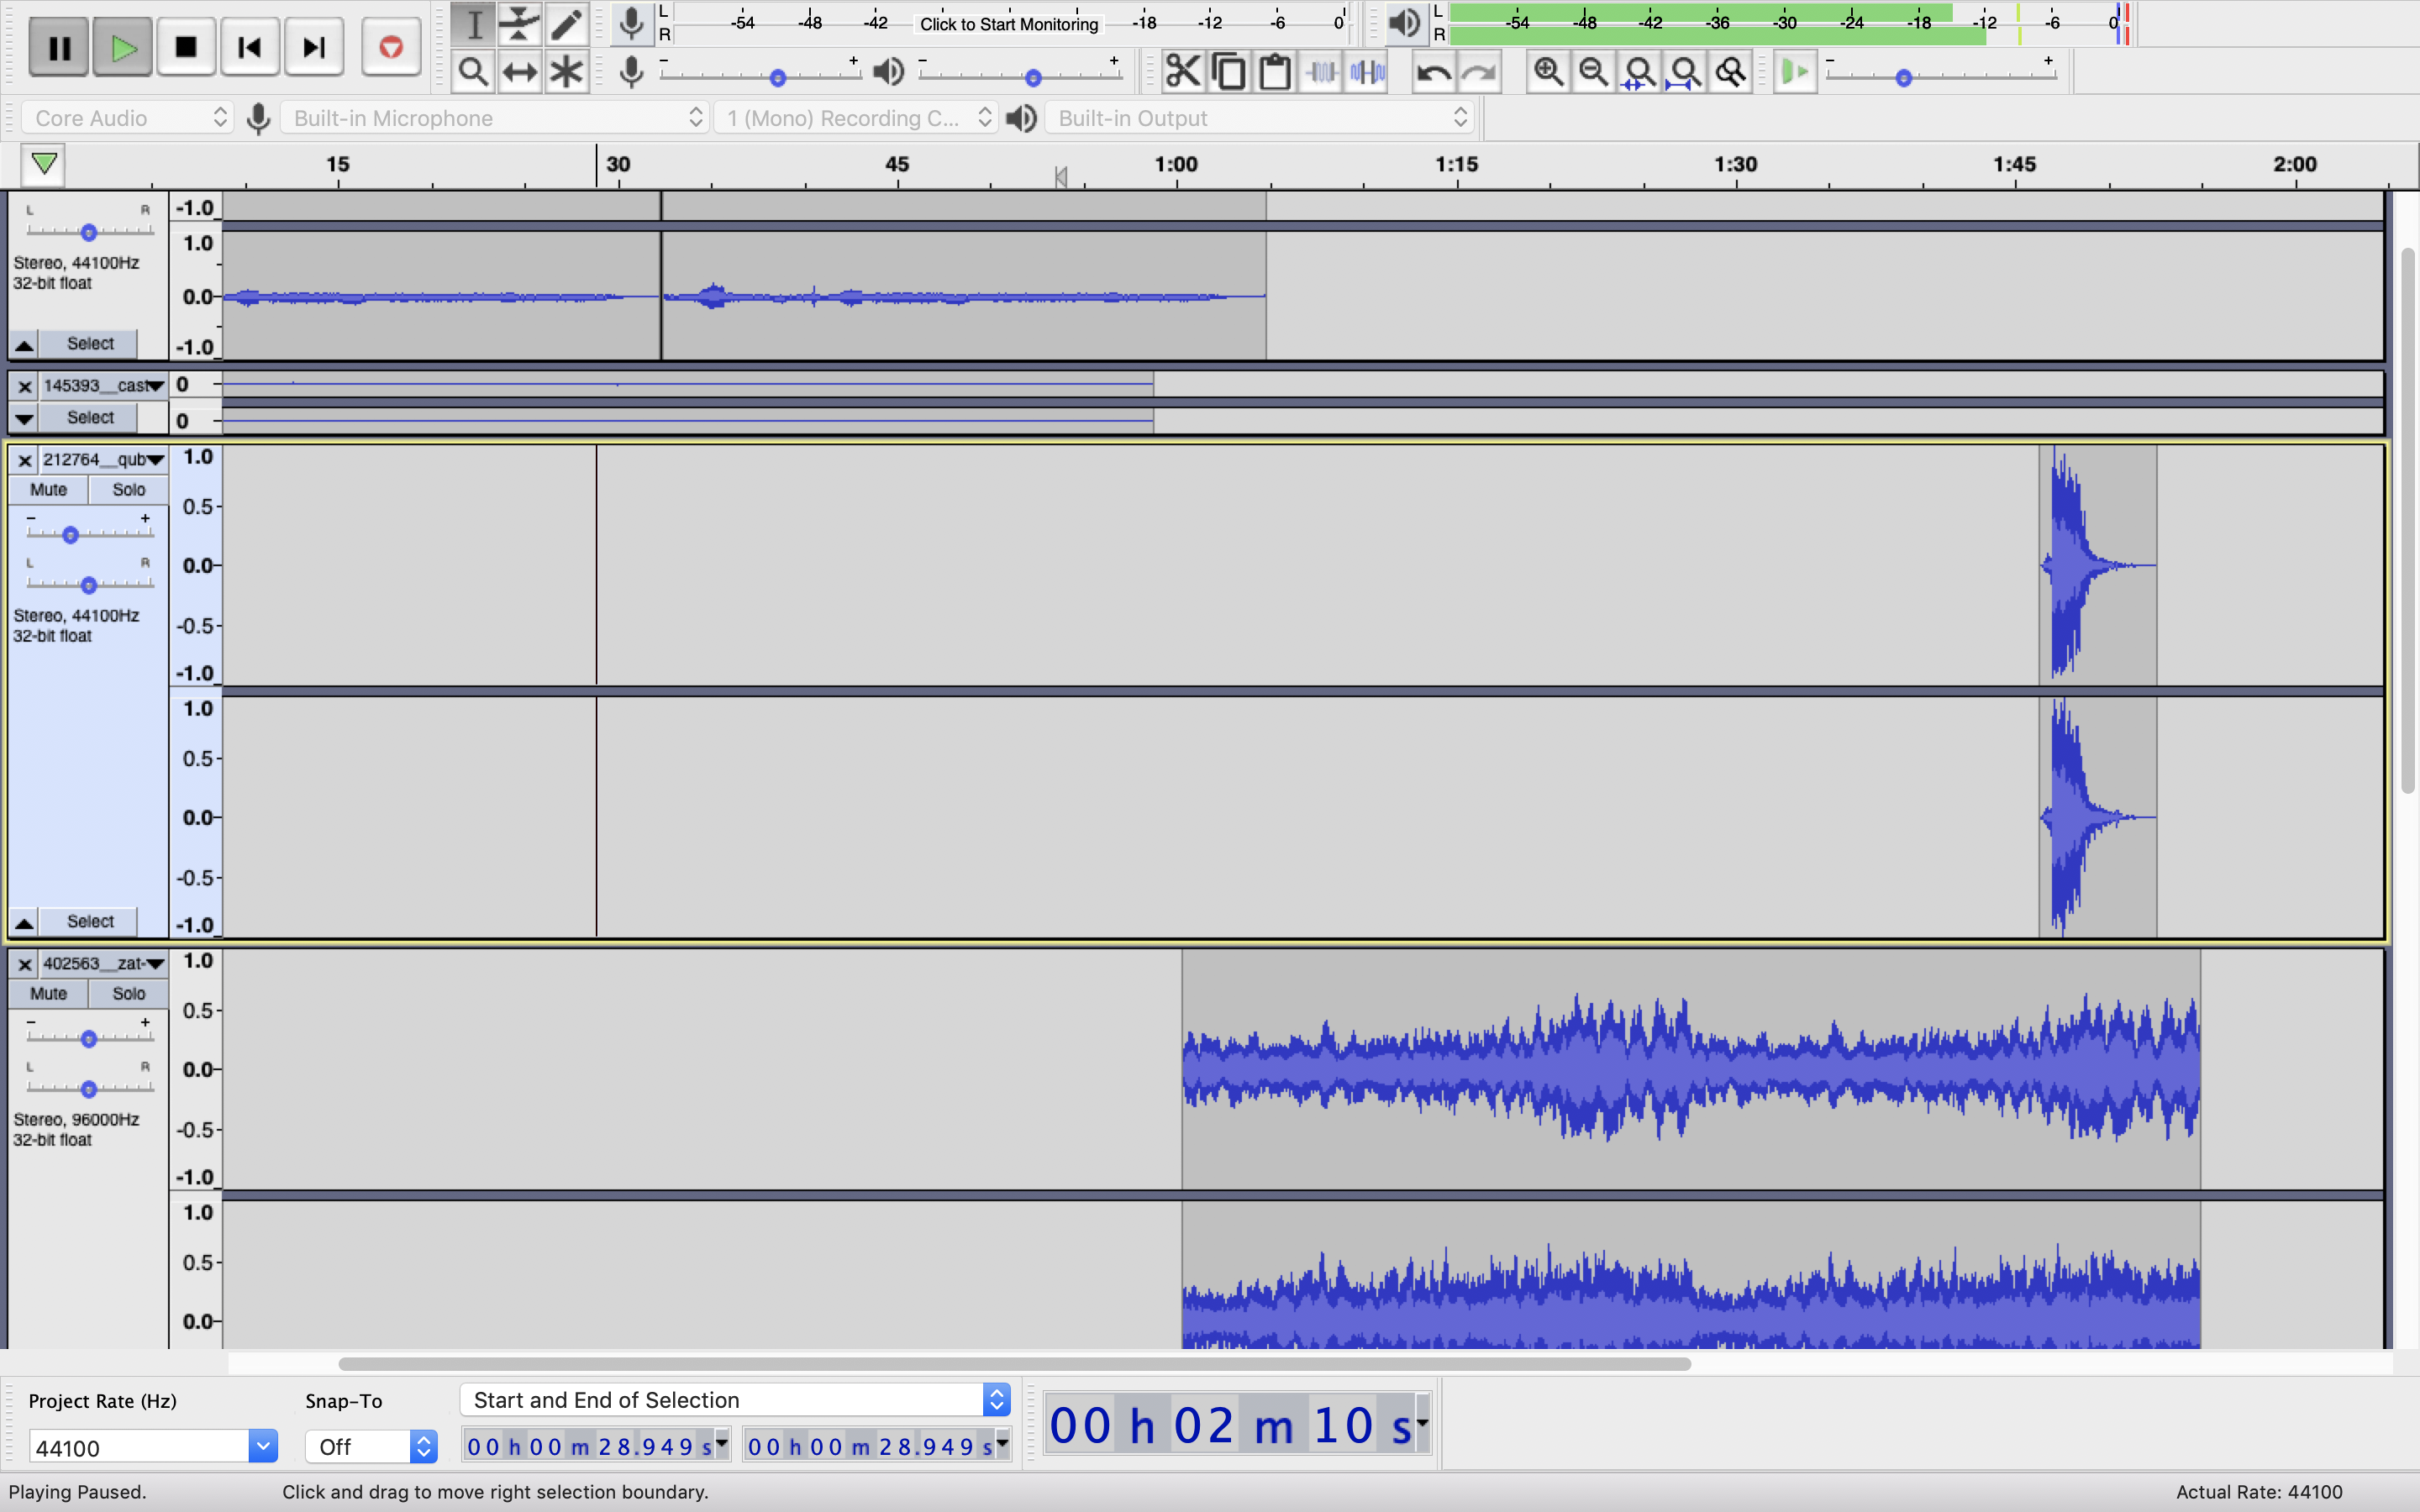 L -54 -48 -42 Click to Start Monitoring -18 -12 -6 0
R
L -54 -48 -42 -36 -30 -24 -18 -12 -6 0
R
- + - + - +
Core Audio Built-in Microphone 1 (Mono) Recording C... Built-in Output
15 30 45 1:00 1:15 1:30 1:45 2:00
L R -1.0
1.0
Stereo, 44100Hz
32-bit float
0.0
Select -1.0
145393__cast 0
Select 0
212764__qub 1.0
Mute Solo
- + 0.5
L R 0.0
Stereo, 44100Hz
32-bit float
-0.5
-1.0
1.0
0.5
0.0
-0.5
Select -1.0
402563__zat- 1.0
Mute Solo
- + 0.5
L R 0.0
Stereo, 96000Hz
32-bit float
-0.5
-1.0
1.0
0.5
0.0
Project Rate (Hz) Snap-To Start and End of Selection
44100 Off 00 h 00 m 28.949 s 00 h 00 m 28.949 s 00 h 02 m 10 s
Playing Paused. Click and drag to move right selection boundary. Actual Rate: 44100